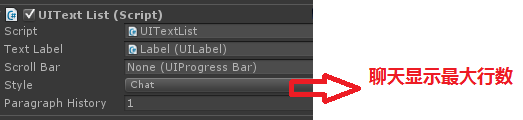 UIText List (Script)
Script UITextList
Text Label Label (UILabel)
Scroll Bar None (UIProgress Bar)
Style Chat
Paragraph History 1
聊天显示最大行数